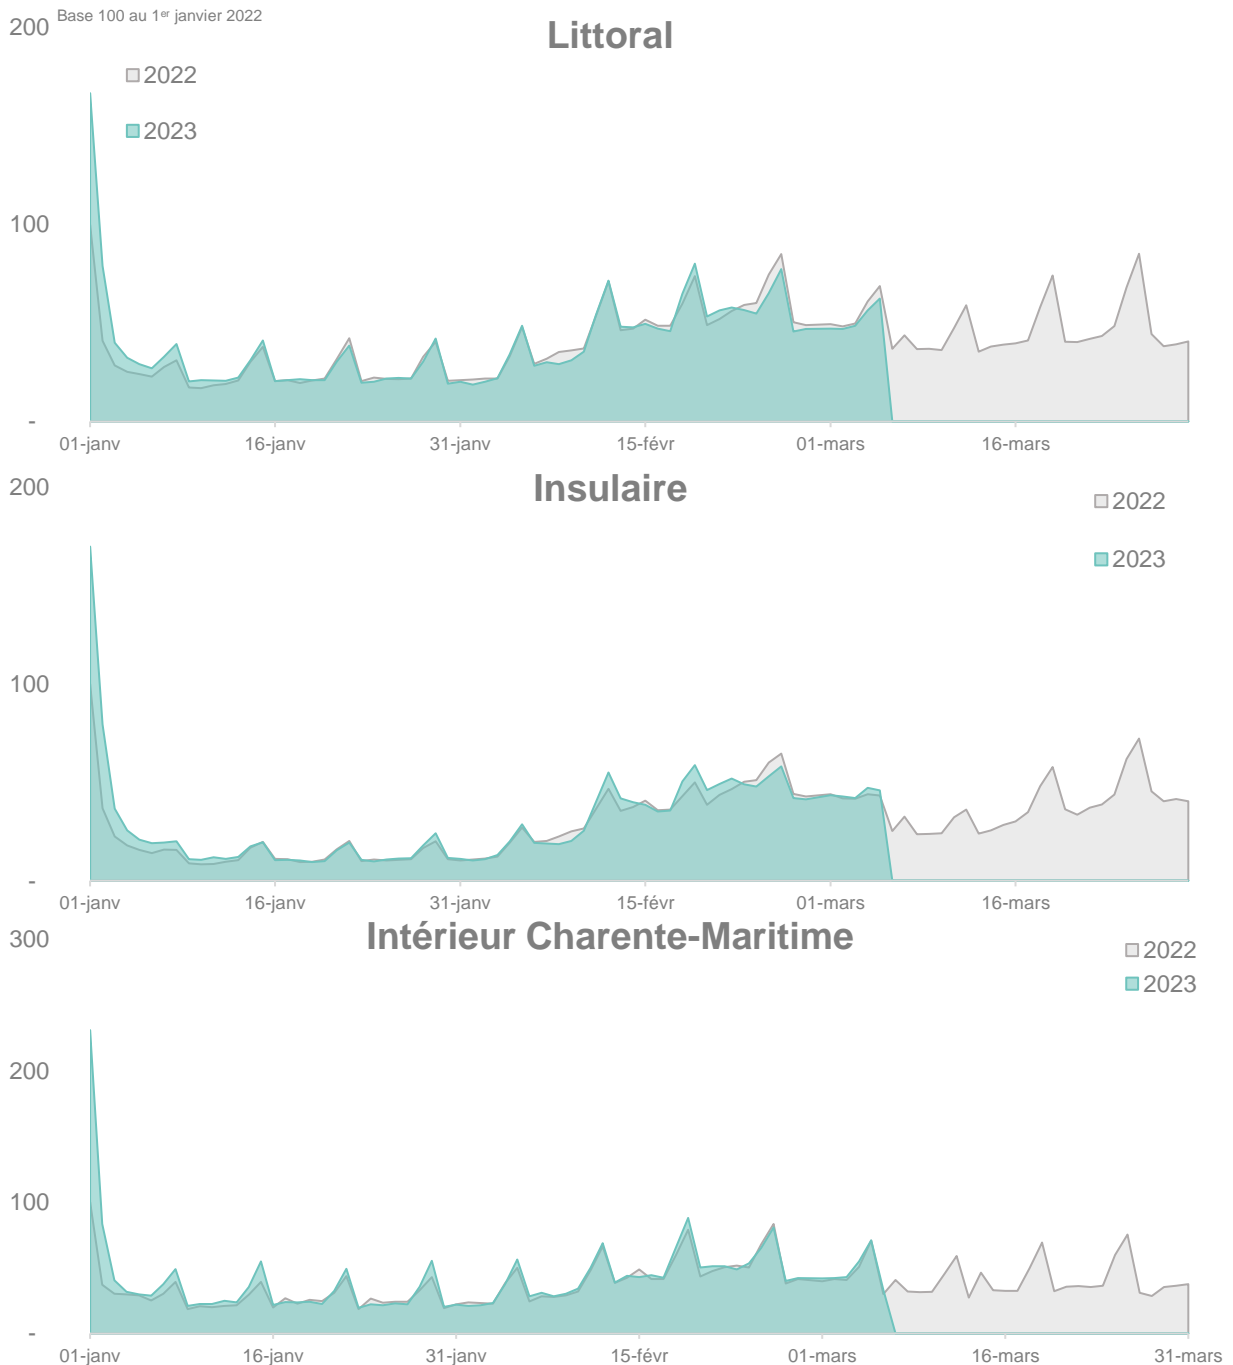 Base 100 au 1er janvier 2022
Littoral
200
2022
2023
100
-
01-janv 16-janv 31-janv 15-févr 01-mars 16-mars
Insulaire
200
2022
2023
100
-
01-janv 16-janv 31-janv 15-févr 01-mars 16-mars
Intérieur Charente-Maritime
300
2022
2023
200
100
-
01-janv 16-janv 31-janv 15-févr 01-mars 16-mars 31-mars